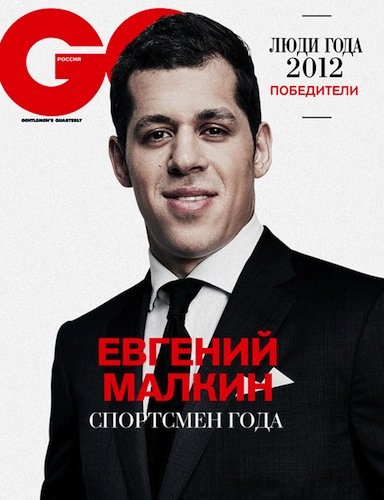 GQ
РОССИЯ
GENTLEMEN'S QUARTERLY
ЛЮДИ ГОДА
2012
ПОБЕДИТЕЛИ
ЕВГЕНИЙ
МАЛКИН
СПОРТСМЕН ГОДА